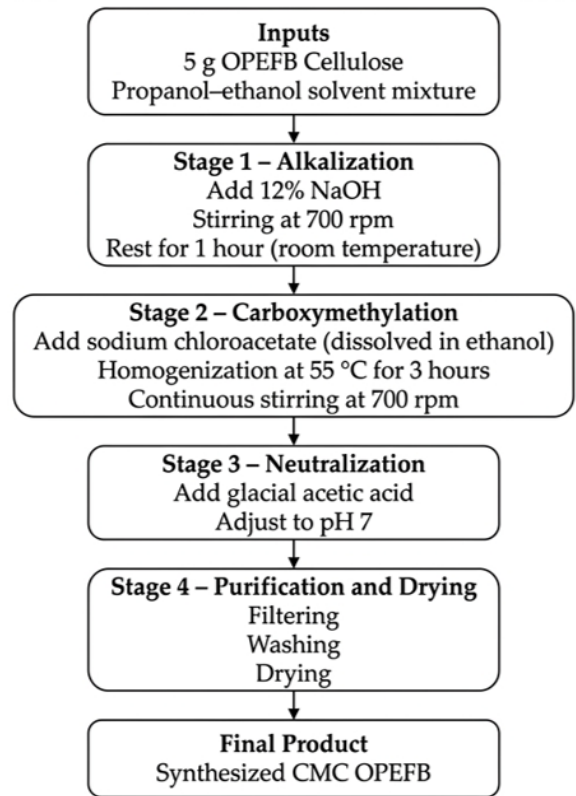 Inputs
5 g OPEFB Cellulose
Propanol–ethanol solvent mixture
Stage 1 – Alkalization
Add 12% NaOH
Stirring at 700 rpm
Rest for 1 hour (room temperature)
Stage 2 – Carboxymethylation
Add sodium chloroacetate (dissolved in ethanol)
Homogenization at 55 °C for 3 hours
Continuous stirring at 700 rpm
Stage 3 – Neutralization
Add glacial acetic acid
Adjust to pH 7
Stage 4 – Purification and Drying
Filtering
Washing
Drying
Final Product
Synthesized CMC OPEFB